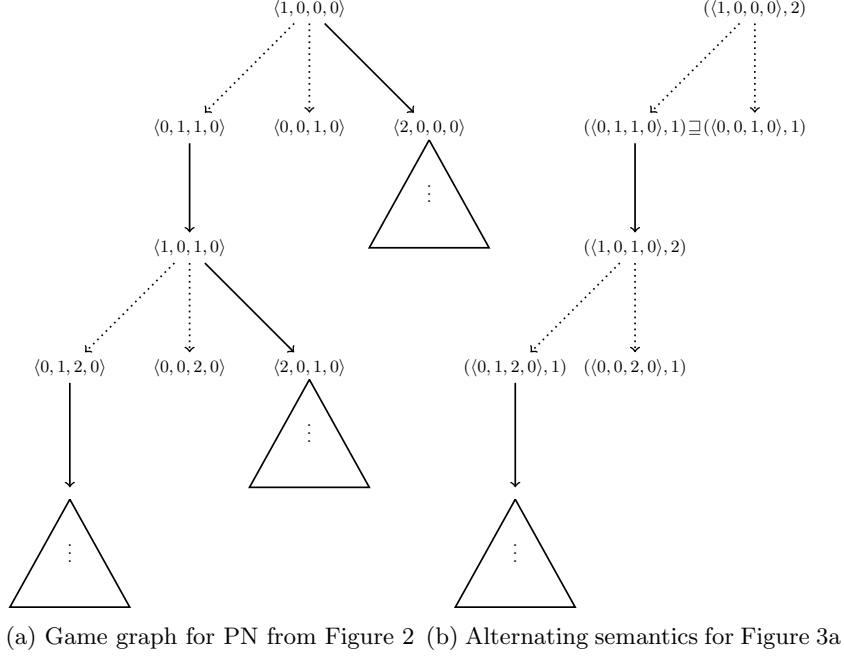 ⟨1, 0, 0, 0⟩ (⟨1, 0, 0, 0⟩, 2)
⟨0, 1, 1, 0⟩ ⟨0, 0, 1, 0⟩ ⟨2, 0, 0, 0⟩ (⟨0, 1, 1, 0⟩, 1)⊒(⟨0, 0, 1, 0⟩, 1)
⋮
⟨1, 0, 1, 0⟩ (⟨1, 0, 1, 0⟩, 2)
⟨0, 1, 2, 0⟩ ⟨0, 0, 2, 0⟩ ⟨2, 0, 1, 0⟩ (⟨0, 1, 2, 0⟩, 1) (⟨0, 0, 2, 0⟩, 1)
⋮
⋮ ⋮
(a) Game graph for PN from Figure 2 (b) Alternating semantics for Figure 3a